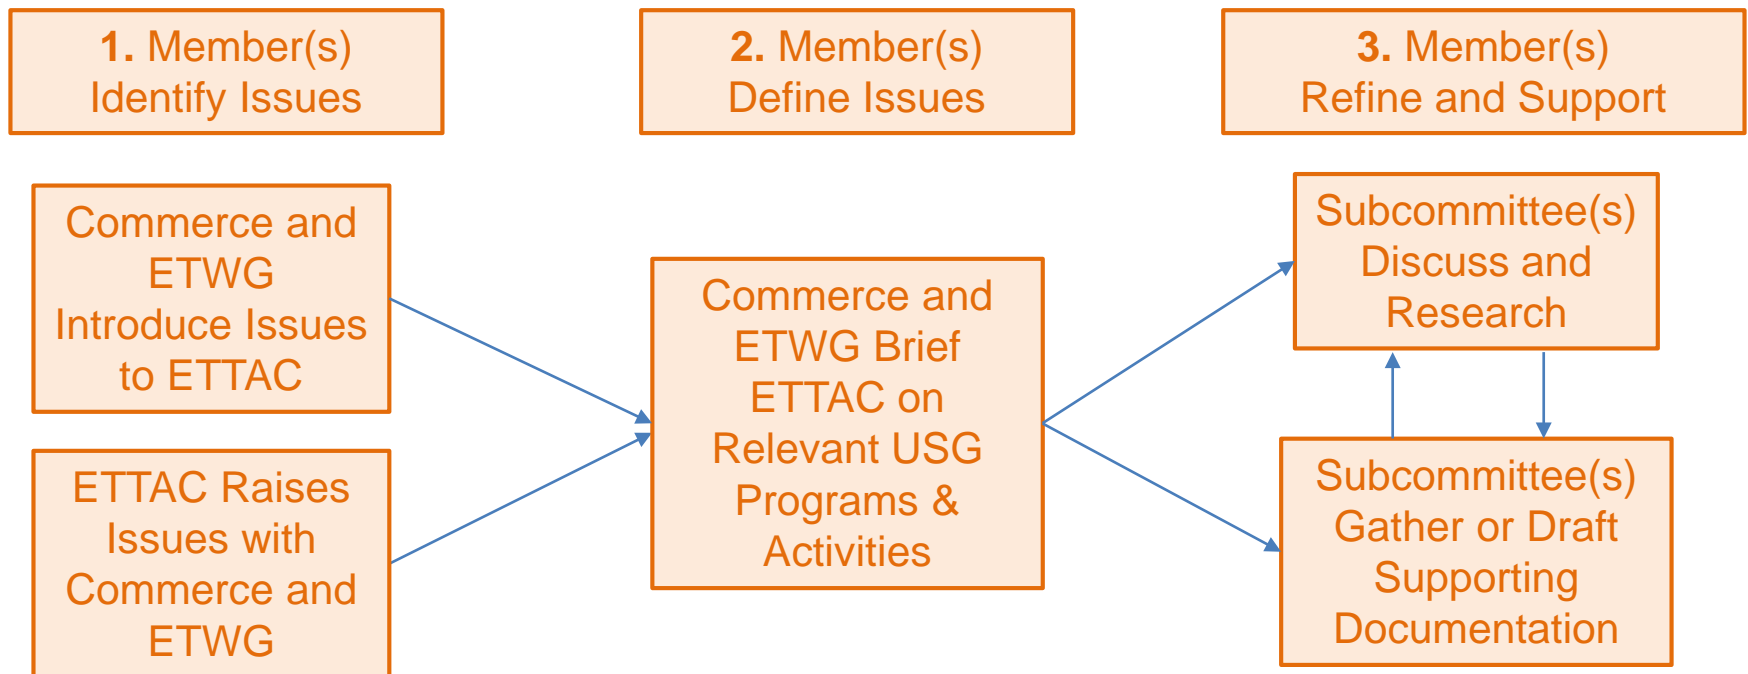 1. Member(s)
Identify Issues
2. Member(s)
Define Issues
3. Member(s)
Refine and Support
Commerce and
ETWG
Introduce Issues
to ETTAC
ETTAC Raises
Issues with
Commerce and
ETWG
Commerce and
ETWG Brief
ETTAC on
Relevant USG
Programs &
Activities
Subcommittee(s)
Discuss and
Research
Subcommittee(s)
Gather or Draft
Supporting
Documentation